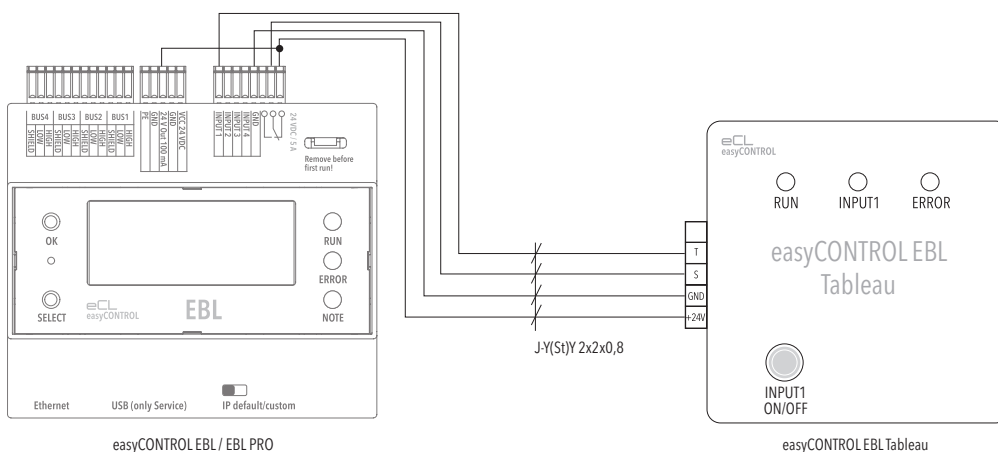 BUS4 BUS3 BUS2 BUS1
SHIELD
LOW
HIGH
SHIELD
LOW
HIGH
SHIELD
LOW
HIGH
SHIELD
LOW
HIGH
PE
GND
24 V Out 100 mA
GND
VCC 24 VDC
INPUT 1
INPUT 2
INPUT 3
INPUT 4
GND
24 VDC / 5 A
Remove before
first run!
OK
SELECT
eCL
easyCONTROL
EBL
RUN
ERROR
NOTE
Ethernet USB (only Service) IP default/custom
easyCONTROL EBL / EBL PRO
J-Y(St)Y 2x2x0,8
T
S
GND
+24V
eCL
easyCONTROL
RUN INPUT1 ERROR
easyCONTROL EBL
Tableau
INPUT1
ON/OFF
easyCONTROL EBL Tableau